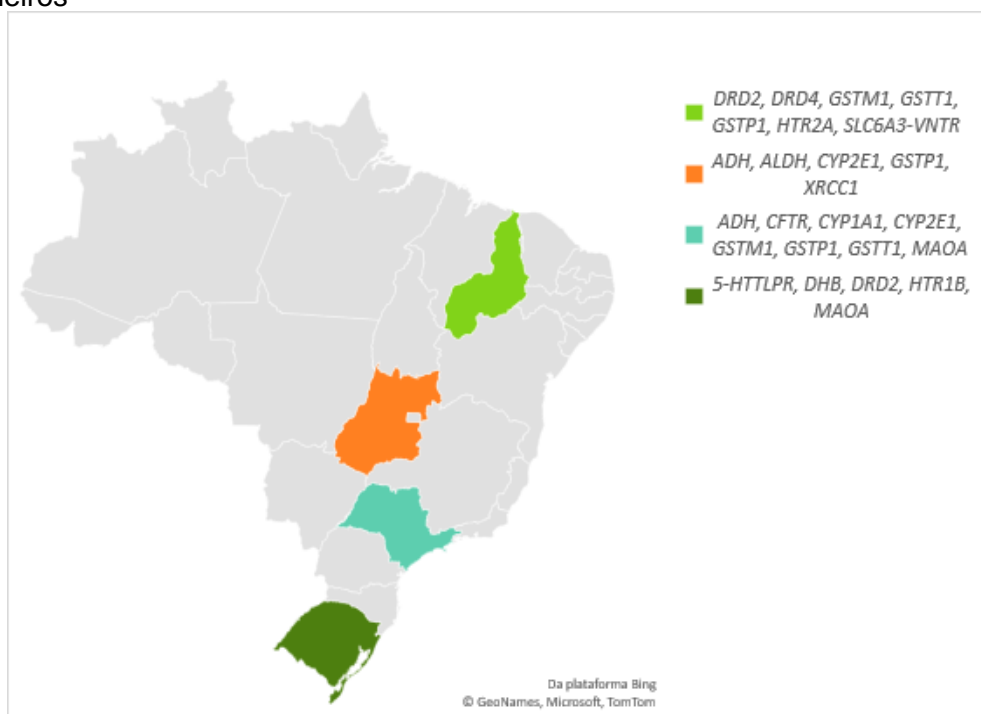 DRD2, DRD4, GSTM1, GSTT1,
GSTP1, HTR2A, SLC6A3-VNTR
ADH, ALDH, CYP2E1, GSTP1,
XRCC1
ADH, CFTR, CYP1A1, CYP2E1,
GSTM1, GSTP1, GSTT1, MAOA
5-HTTLPR, DHB, DRD2, HTR1B,
MAOA
Da plataforma Bing
© GeoNames, Microsoft, TomTom